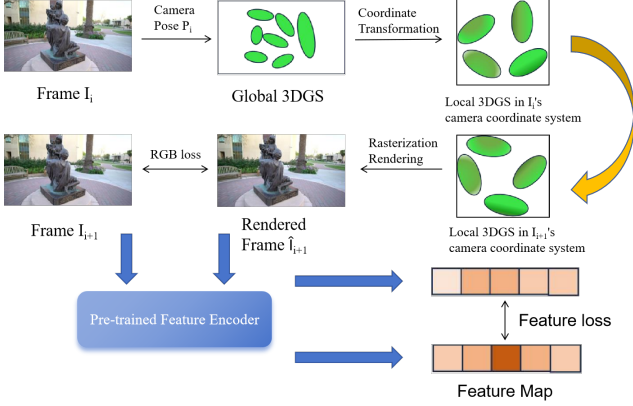 Camera
Pose Pᵢ
Coordinate
Transformation
Frame Iᵢ
Global 3DGS
Local 3DGS in Iᵢ's
camera coordinate system
RGB loss
Rasterization
Rendering
Frame Iᵢ₊₁
Rendered
Frame Îᵢ₊₁
Local 3DGS in Iᵢ₊₁'s
camera coordinate system
Pre-trained Feature Encoder
Feature loss
Feature Map